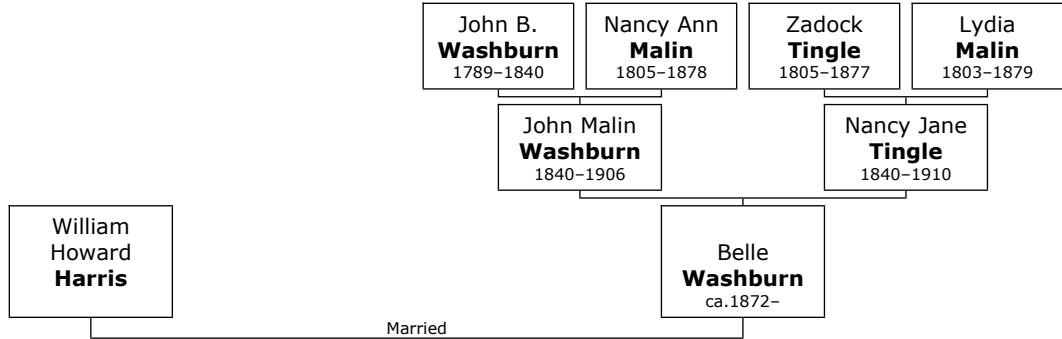 John B.
Washburn
1789–1840
Nancy Ann
Malin
1805–1878
Zadock
Tingle
1805–1877
Lydia
Malin
1803–1879
John Malin
Washburn
1840–1906
Nancy Jane
Tingle
1840–1910
William
Howard
Harris
Belle
Washburn
ca.1872–
Married